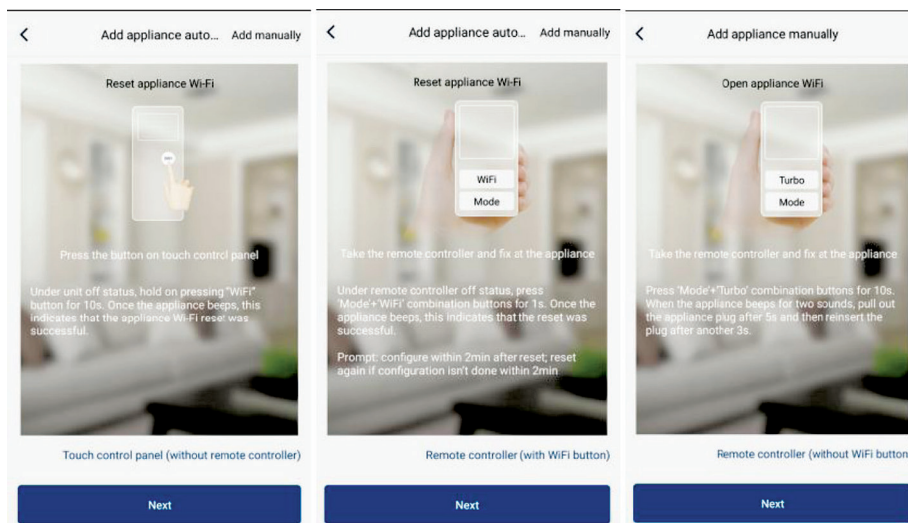 Add appliance auto... Add manually
Reset appliance Wi-Fi
Press the button on touch control panel
Under unit off status, hold on pressing "WiFi"
button for 10s. Once the appliance beeps, this
indicates that the appliance Wi-Fi reset was
successful.
Touch control panel (without remote controller)
Next
Add appliance auto... Add manually
Reset appliance Wi-Fi
WiFi
Mode
Take the remote controller and fix at the appliance
Under remote controller off status, press
'Mode'+'WiFi' combination buttons for 1s. Once the
appliance beeps, this indicates that the reset was
successful.
Prompt: configure within 2min after reset; reset
again if configuration isn't done within 2min
Remote controller (with WiFi button)
Next
Add appliance manually
Open appliance WiFi
Turbo
Mode
Take the remote controller and fix at the appliance
Press 'Mode'+'Turbo' combination buttons for 10s.
When the appliance beeps for two sounds, pull out
the appliance plug after 5s and then reinsert the
plug after another 3s.
Remote controller (without WiFi button
Next